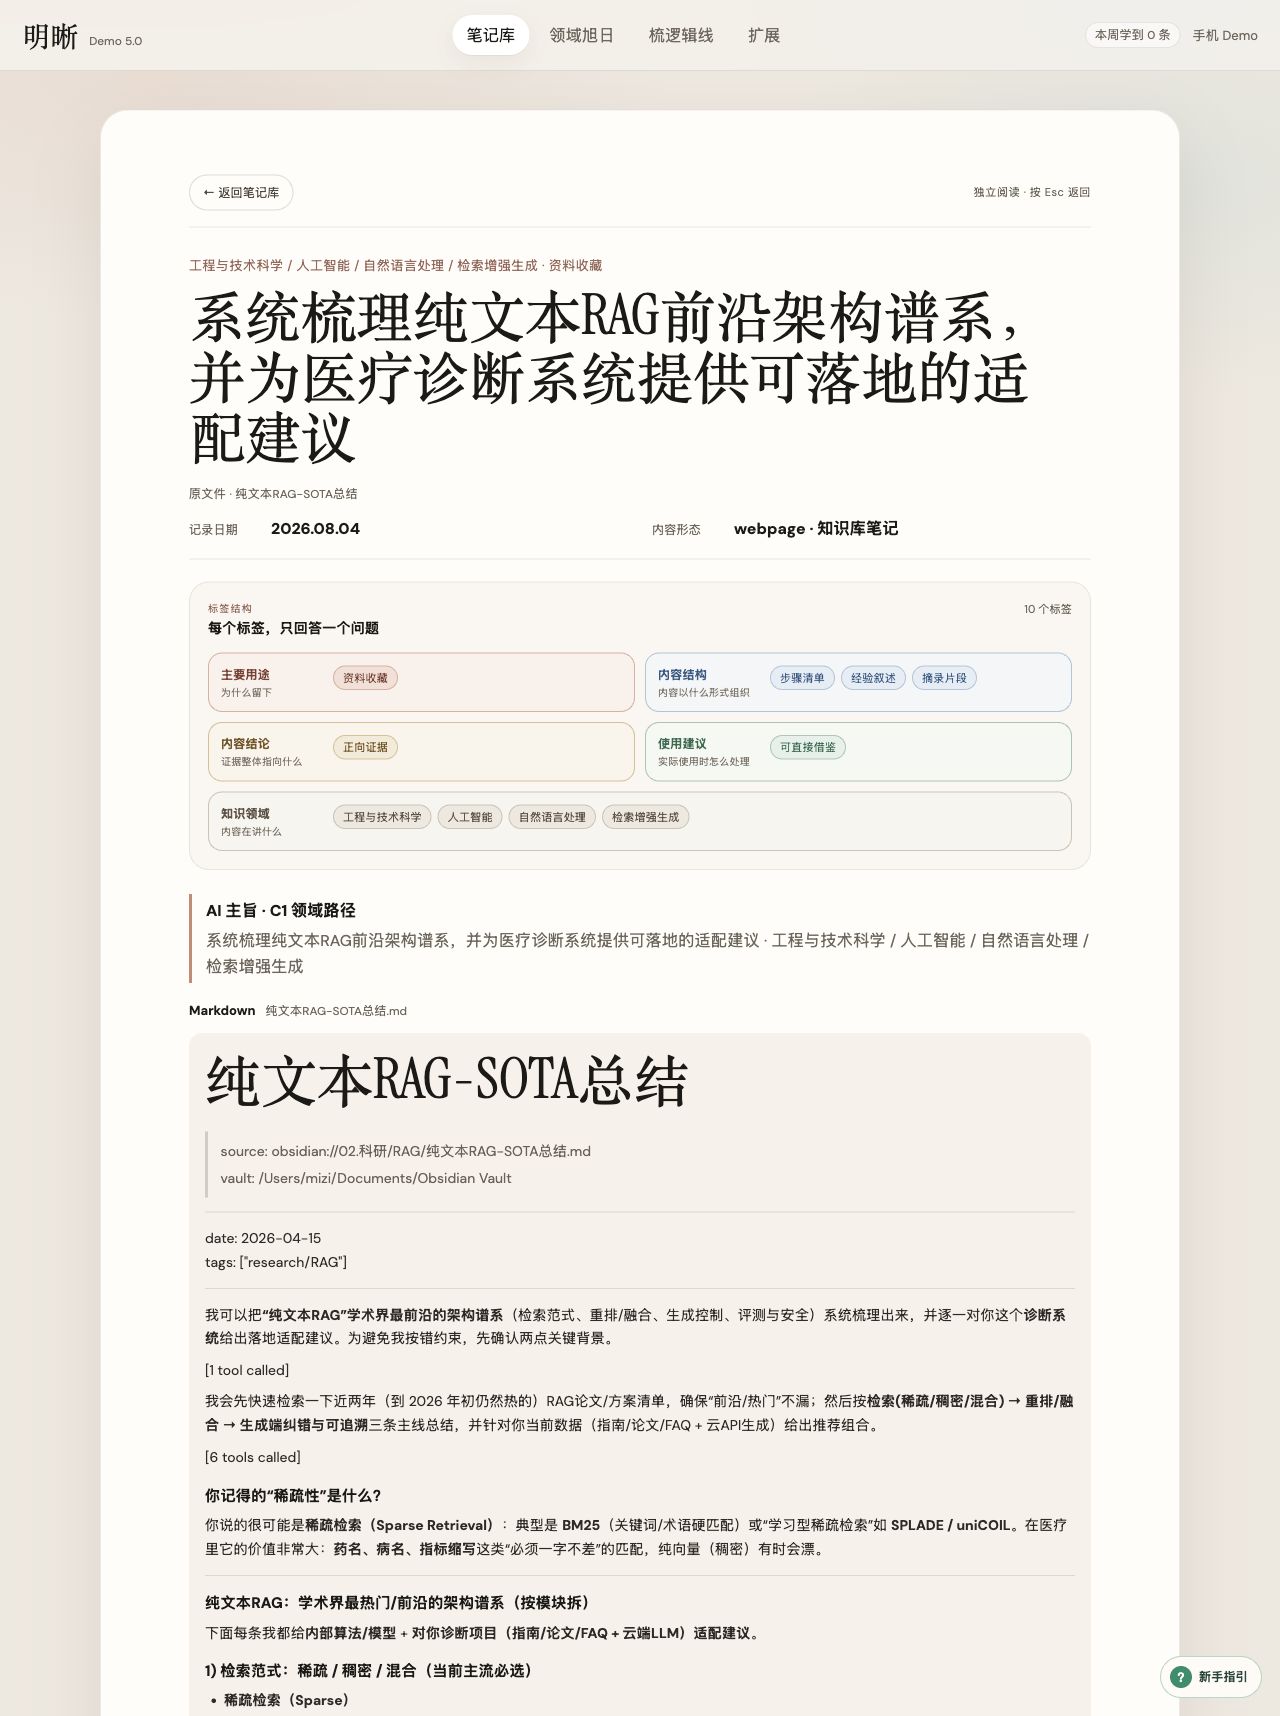 明晰 Demo 5.0
笔记库 领域旭日 梳逻辑线 扩展
本周学到 0 条 手机 Demo
← 返回笔记库
独立阅读 · 按 Esc 返回
工程与技术科学 / 人工智能 / 自然语言处理 / 检索增强生成 · 资料收藏
系统梳理纯文本RAG前沿架构谱系，
并为医疗诊断系统提供可落地的适
配建议
原文件 · 纯文本RAG-SOTA总结
记录日期 2026.08.04
内容形态 webpage · 知识库笔记
标签结构
10 个标签
每个标签，只回答一个问题
主要用途
为什么留下
资料收藏
内容结构
内容以什么形式组织
步骤清单 经验叙述 摘录片段
内容结论
证据整体指向什么
正向证据
使用建议
实际使用时怎么处理
可直接借鉴
知识领域
内容在讲什么
工程与技术科学 人工智能 自然语言处理 检索增强生成
AI 主旨 · C1 领域路径
系统梳理纯文本RAG前沿架构谱系，并为医疗诊断系统提供可落地的适配建议 · 工程与技术科学 / 人工智能 / 自然语言处理 /
检索增强生成
Markdown 纯文本RAG-SOTA总结.md
纯文本RAG-SOTA总结
source: obsidian://02.科研/RAG/纯文本RAG-SOTA总结.md
vault: /Users/mizi/Documents/Obsidian Vault
date: 2026-04-15
tags: ["research/RAG"]
我可以把“纯文本RAG”学术界最前沿的架构谱系（检索范式、重排/融合、生成控制、评测与安全）系统梳理出来，并逐一对你这个诊断系
统给出落地适配建议。为避免我按错约束，先确认两点关键背景。
[1 tool called]
我会先快速检索一下近两年（到 2026 年初仍然热的）RAG论文/方案清单，确保“前沿/热门”不漏；然后按检索(稀疏/稠密/混合) → 重排/融
合 → 生成端纠错与可追溯三条主线总结，并针对你当前数据（指南/论文/FAQ + 云API生成）给出推荐组合。
[6 tools called]
你记得的“稀疏性”是什么？
你说的很可能是稀疏检索（Sparse Retrieval）：典型是 BM25（关键词/术语硬匹配）或“学习型稀疏检索”如 SPLADE / uniCOIL。在医疗
里它的价值非常大：药名、病名、指标缩写这类“必须一字不差”的匹配，纯向量（稠密）有时会漂。
纯文本RAG：学术界最热门/前沿的架构谱系（按模块拆）
下面每条我都给内部算法/模型 + 对你诊断项目（指南/论文/FAQ + 云端LLM）适配建议。
1) 检索范式：稀疏 / 稠密 / 混合（当前主流必选）
• 稀疏检索（Sparse）
? 新手指引